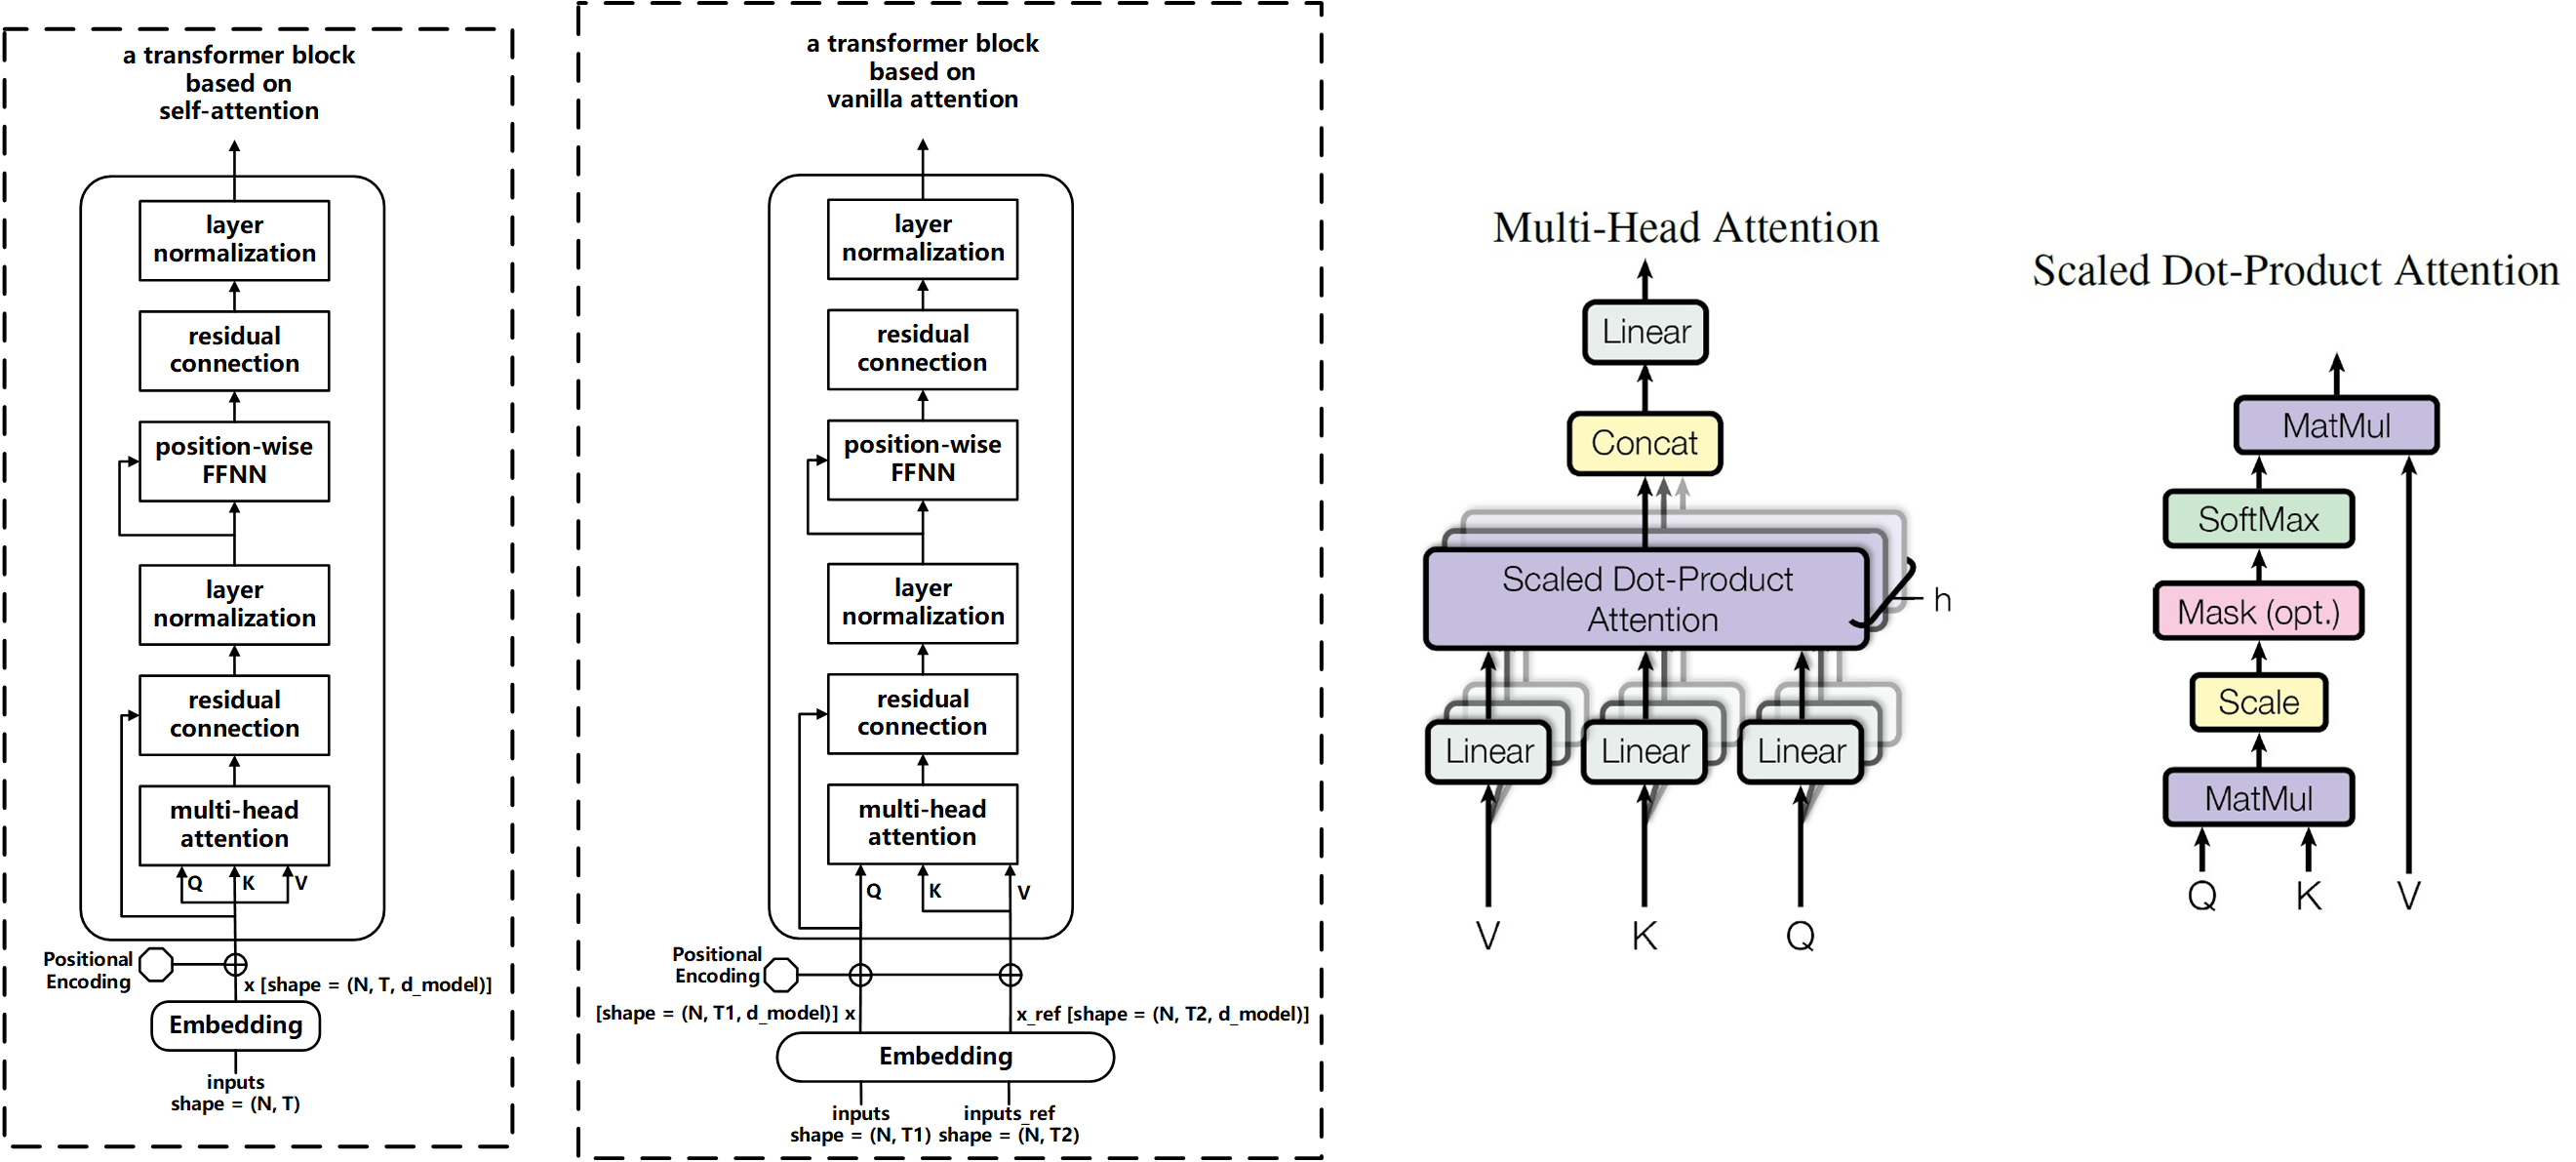 a transformer block
based on
self-attention
layer
normalization
residual
connection
position-wise
FFNN
layer
normalization
residual
connection
multi-head
attention
Q K V
Positional
Encoding
x [shape = (N, T, d_model)]
Embedding
inputs
shape = (N, T)
a transformer block
based on
vanilla attention
layer
normalization
residual
connection
position-wise
FFNN
layer
normalization
residual
connection
multi-head
attention
Q K V
Positional
Encoding
[shape = (N, T1, d_model)] x
x_ref [shape = (N, T2, d_model)]
Embedding
inputs
shape = (N, T1)
inputs_ref
shape = (N, T2)
Multi-Head Attention
Linear
Concat
Scaled Dot-Product
Attention
h
Linear
Linear
Linear
V
K
Q
Scaled Dot-Product Attention
MatMul
SoftMax
Mask (opt.)
Scale
MatMul
Q
K
V